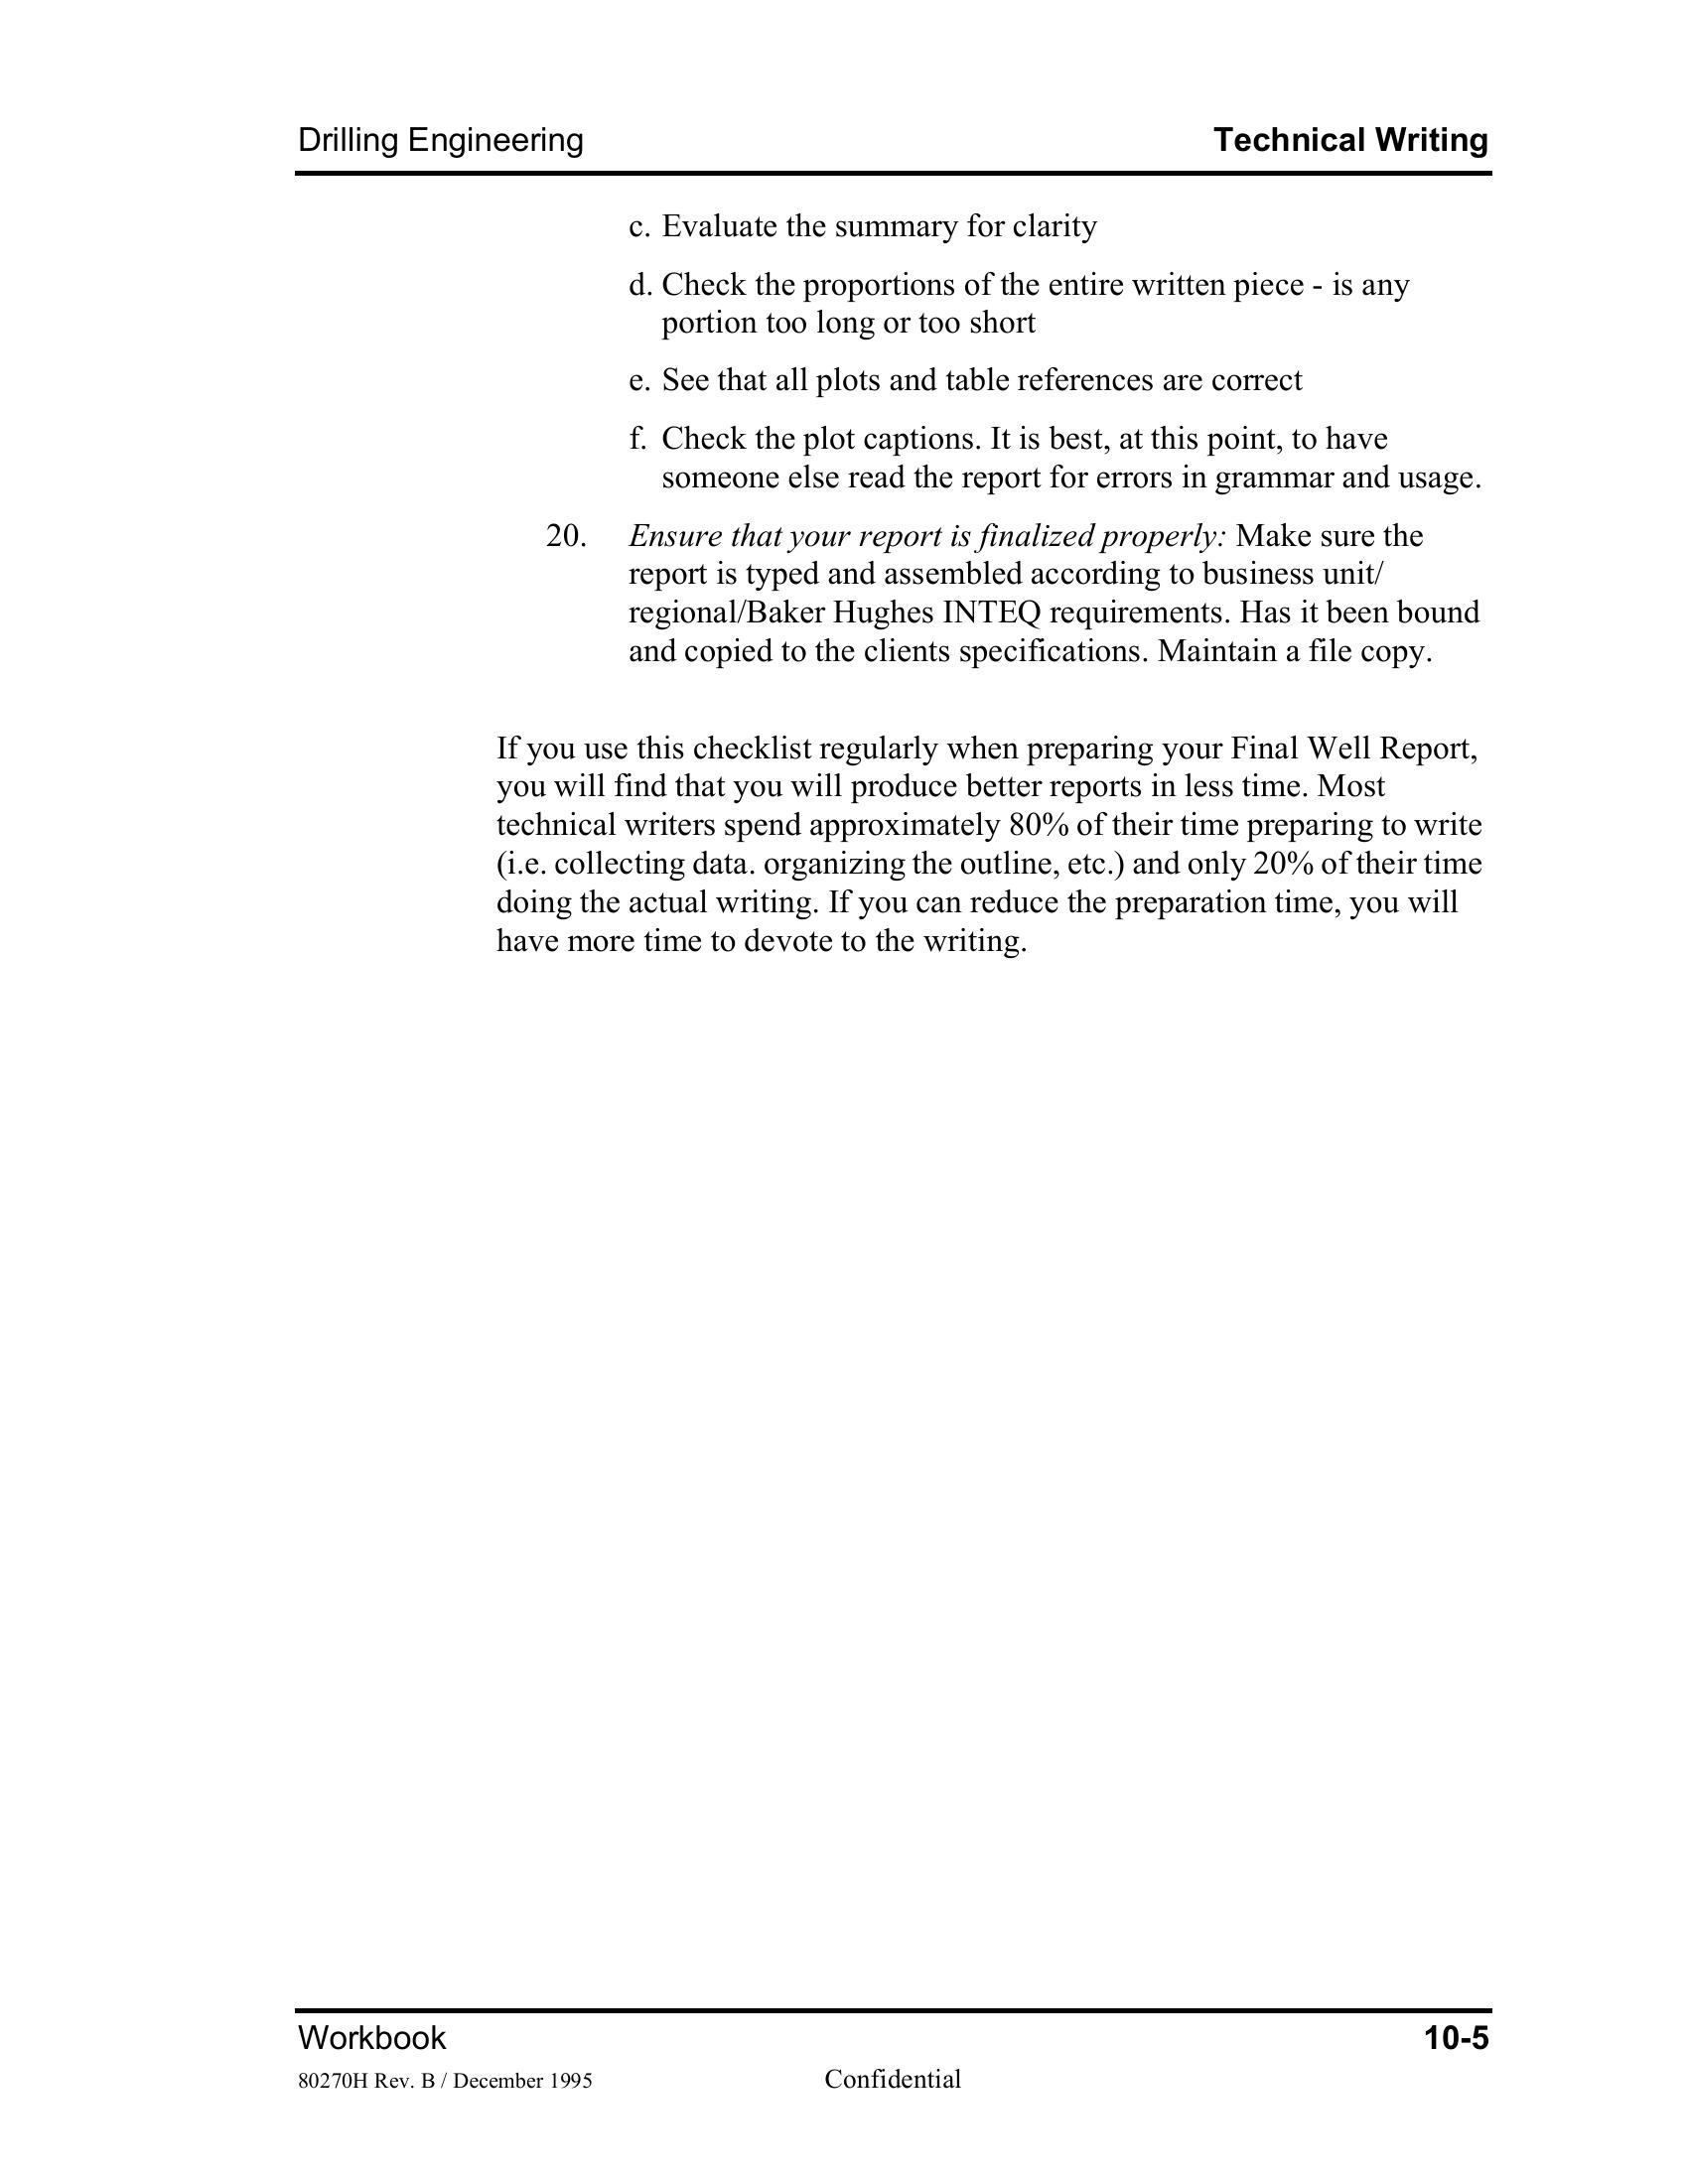 Drilling Engineering Technical Writing
c. Evaluate the summary for clarity
d. Check the proportions of the entire written piece - is any
portion too long or too short
e. See that all plots and table references are correct
f. Check the plot captions. It is best, at this point, to have
someone else read the report for errors in grammar and usage.
20. Ensure that your report is finalized properly: Make sure the
report is typed and assembled according to business unit/
regional/Baker Hughes INTEQ requirements. Has it been bound
and copied to the clients specifications. Maintain a file copy.
If you use this checklist regularly when preparing your Final Well Report,
you will find that you will produce better reports in less time. Most
technical writers spend approximately 80% of their time preparing to write
(i.e. collecting data. organizing the outline, etc.) and only 20% of their time
doing the actual writing. If you can reduce the preparation time, you will
have more time to devote to the writing.
Workbook 10-5
80270H Rev. B / December 1995 Confidential